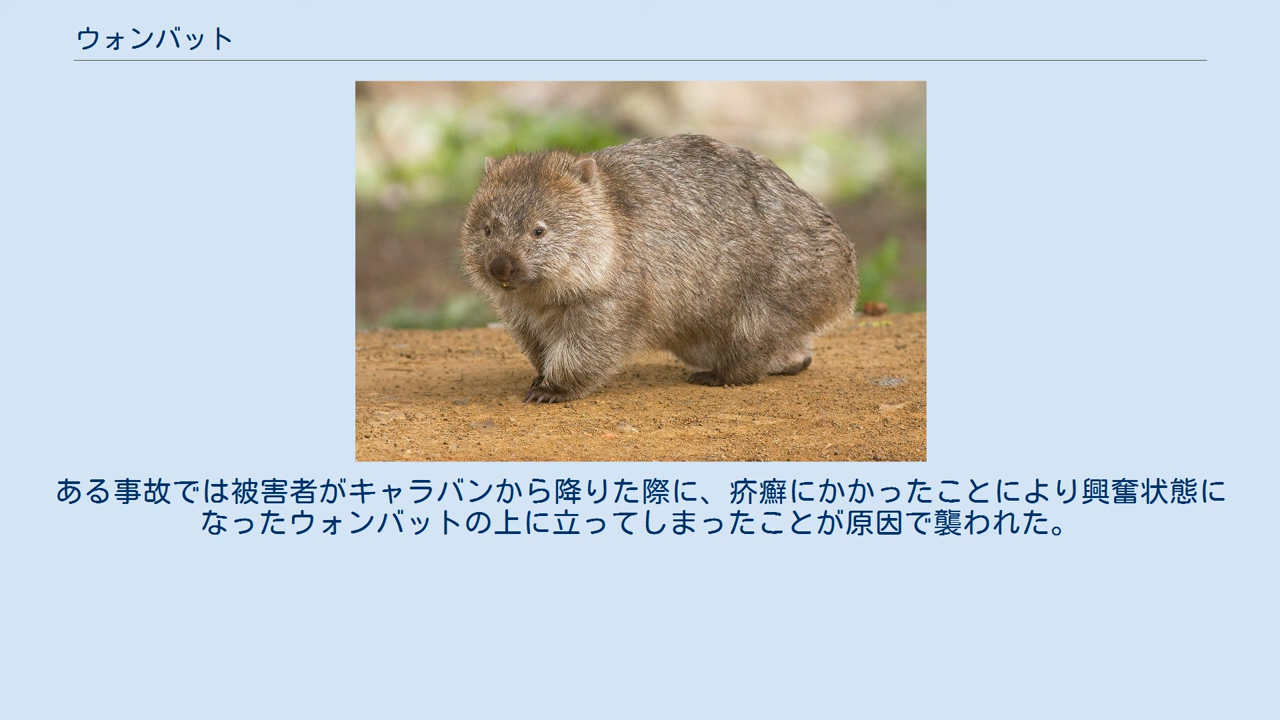 ウォンバット
ある事故では被害者がキャラバンから降りた際に、疥癬にかかったことにより興奮状態に
なったウォンバットの上に立ってしまったことが原因で襲われた。